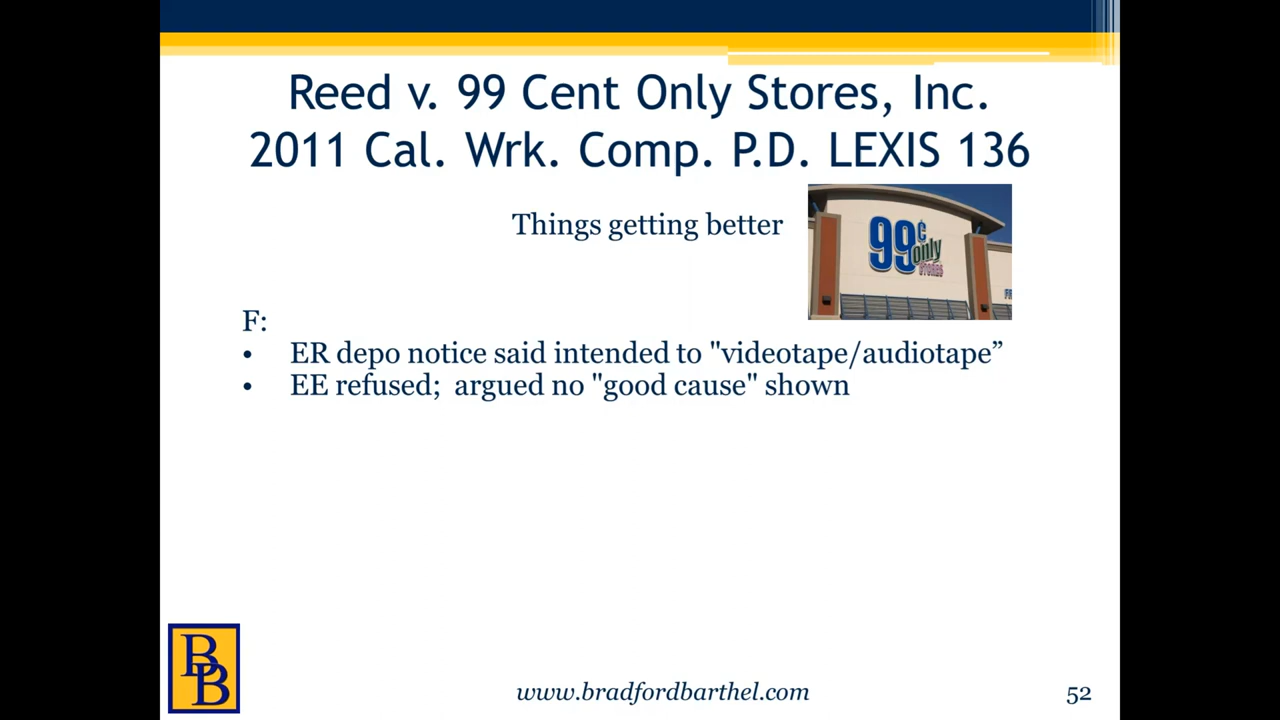 Reed v. 99 Cent Only Stores, Inc.
2011 Cal. Wrk. Comp. P.D. LEXIS 136
Things getting better
99¢
only
STORES
F:
• ER depo notice said intended to "videotape/audiotape”
• EE refused;  argued no "good cause" shown
BB
www.bradfordbarthel.com
52